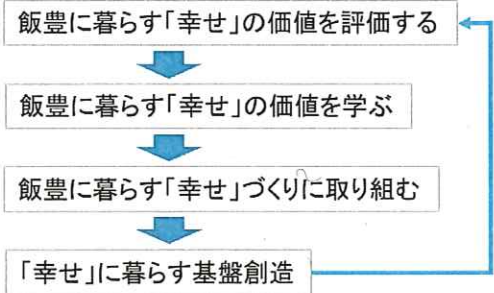 飯豊に暮らす「幸せ」の価値を評価する
飯豊に暮らす「幸せ」の価値を学ぶ
飯豊に暮らす「幸せ」づくりに取り組む
「幸せ」に暮らす基盤創造